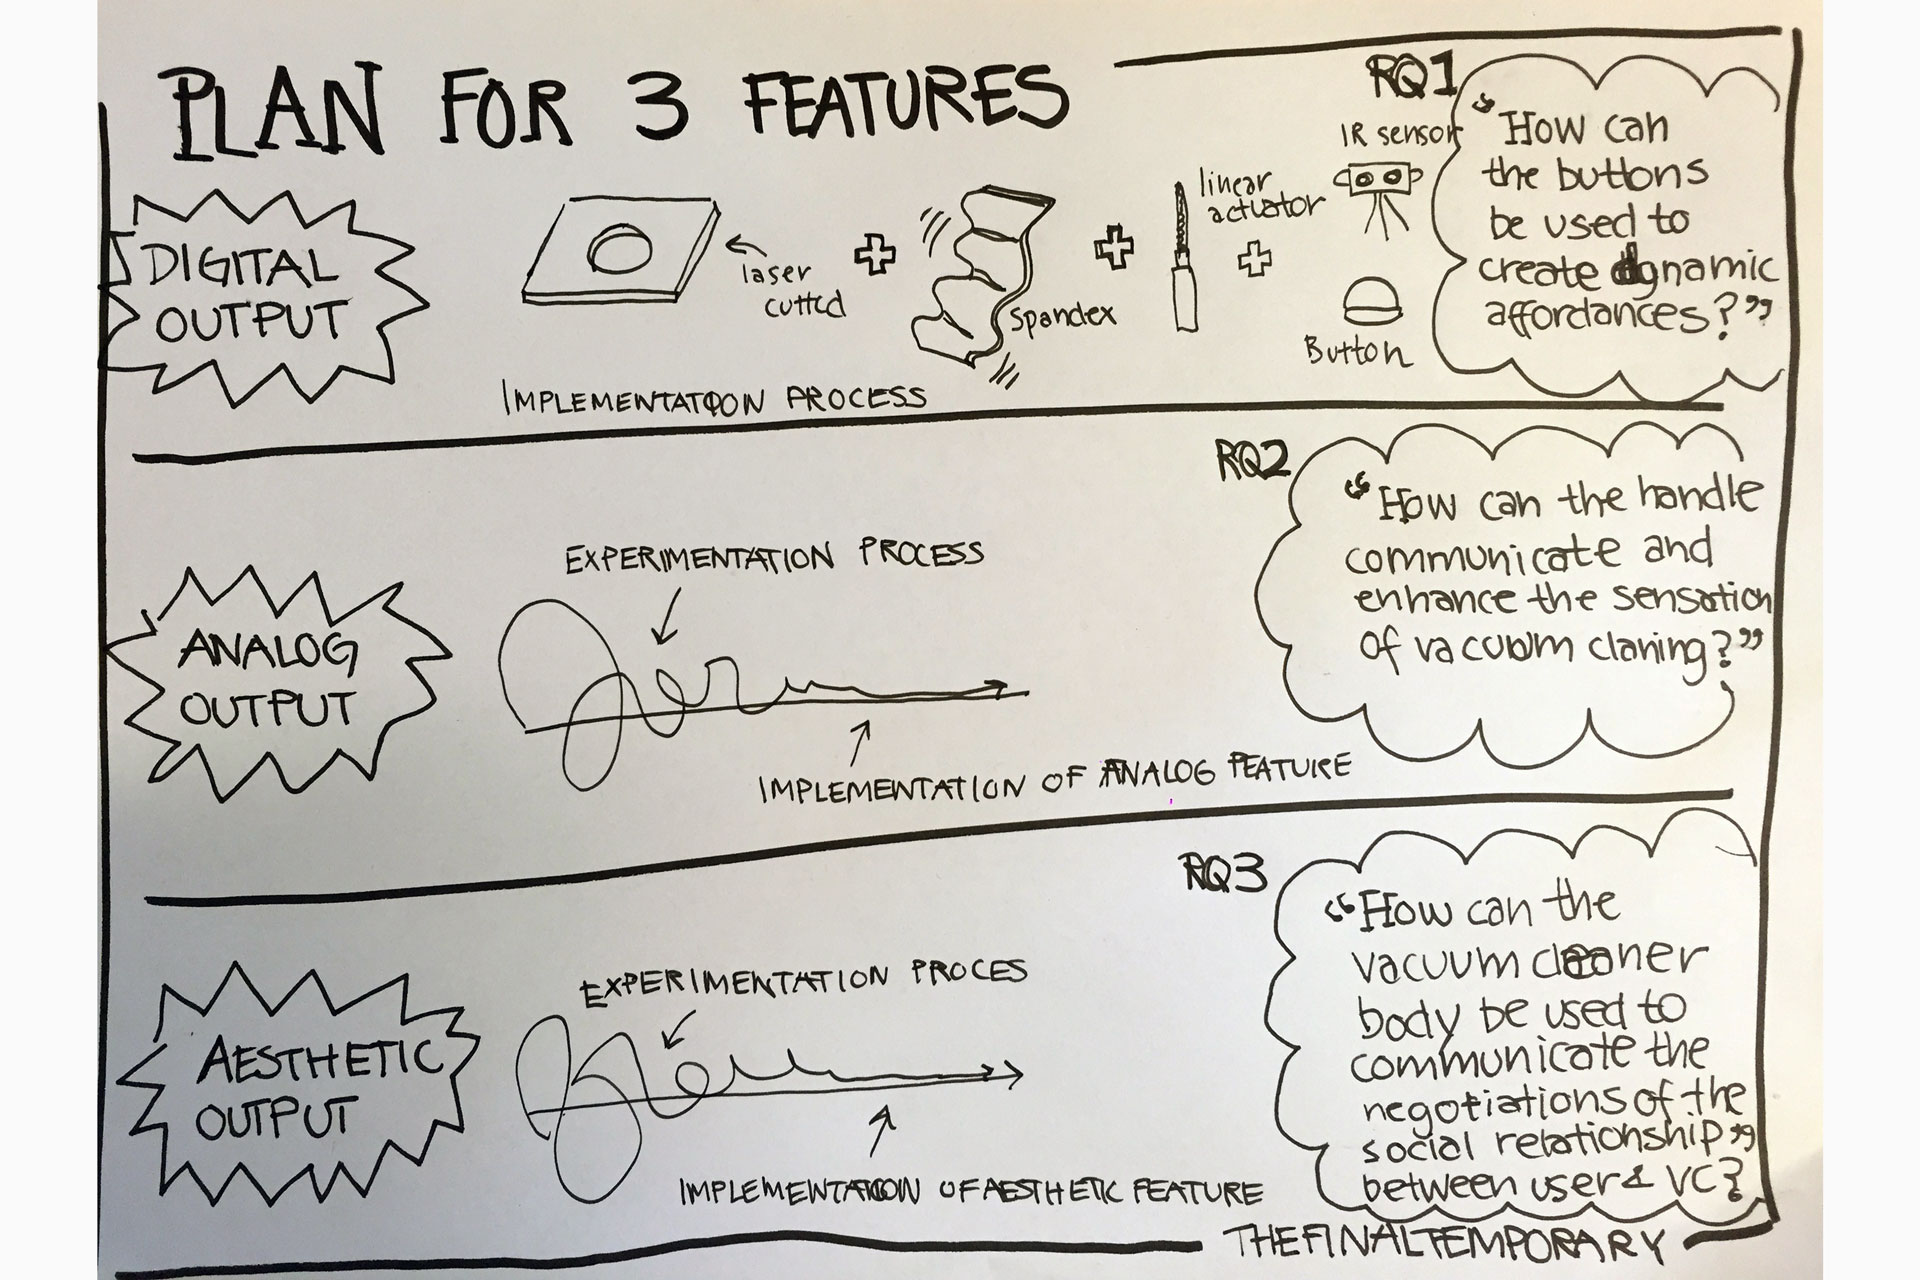 PLAN FOR 3 FEATURES
DIGITAL
OUTPUT
laser
cutted
Spandex
linear
actuator
IR sensor
Button
IMPLEMENTATION PROCESS
RQ1
"How can
the buttons
be used to
create dynamic
affordances?"
ANALOG
OUTPUT
EXPERIMENTATION PROCESS
IMPLEMENTATION OF ANALOG FEATURE
RQ2
"How can the handle
communicate and
enhance the sensation
of vacuum claning?"
AESTHETIC
OUTPUT
EXPERIMENTATION PROCES
IMPLEMENTATION OF AESTHETIC FEATURE
RQ3
"How can the
vacuum cleaner
body be used to
communicate the
negotiations of the
social relationship"
between user & VC?
THEFINALTEMPORARY